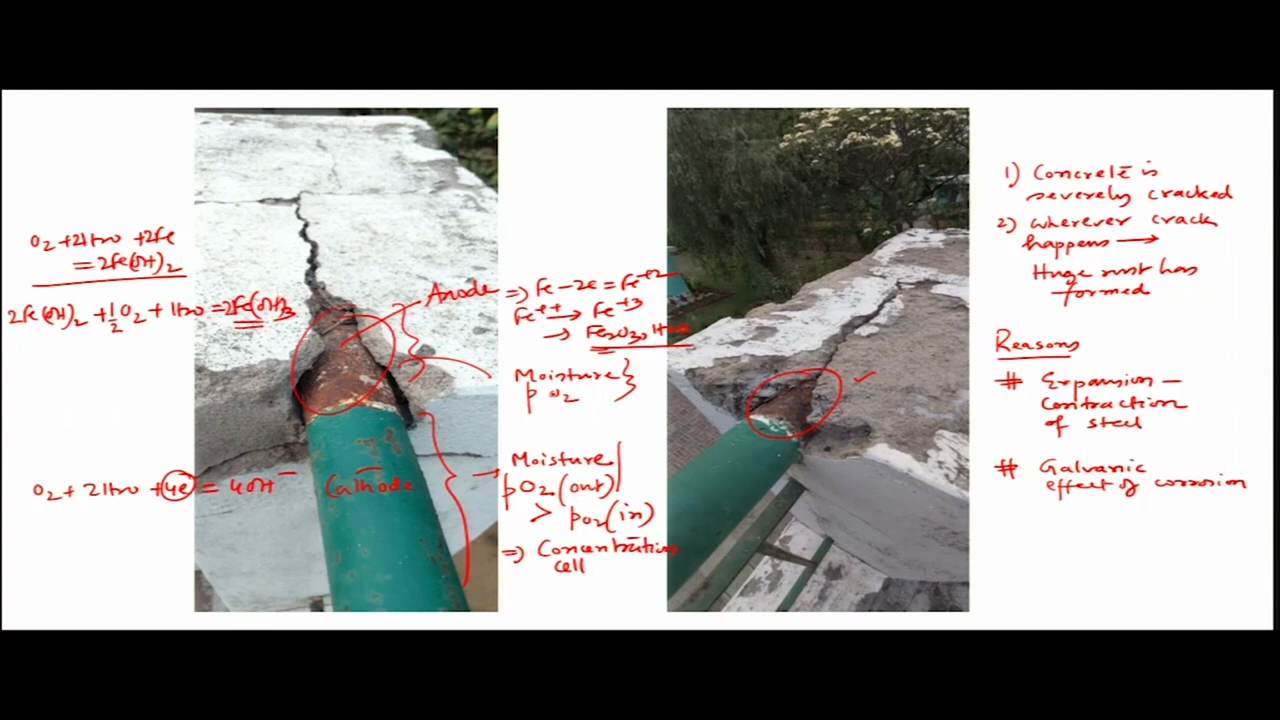 O2 + 2H2O + 2Fe
= 2Fe(OH)2
2Fe(OH)2 + 1/2 O2 + H2O = 2Fe(OH)3
O2 + 2H2O + 4e = 4OH-
Cathode
Anode => Fe - 2e = Fe+2
Fe++ → Fe+3
→ Fe2O3, H2O
Moisture
pO2
Moisture
pO2(out)
> pO2(in)
=> Concentration
cell
1) Concrete is
severely cracked
2) Wherever crack
happens →
Huge rust has
formed
Reasons
# Expansion –
contraction
of steel
# Galvanic
effect of corrosion